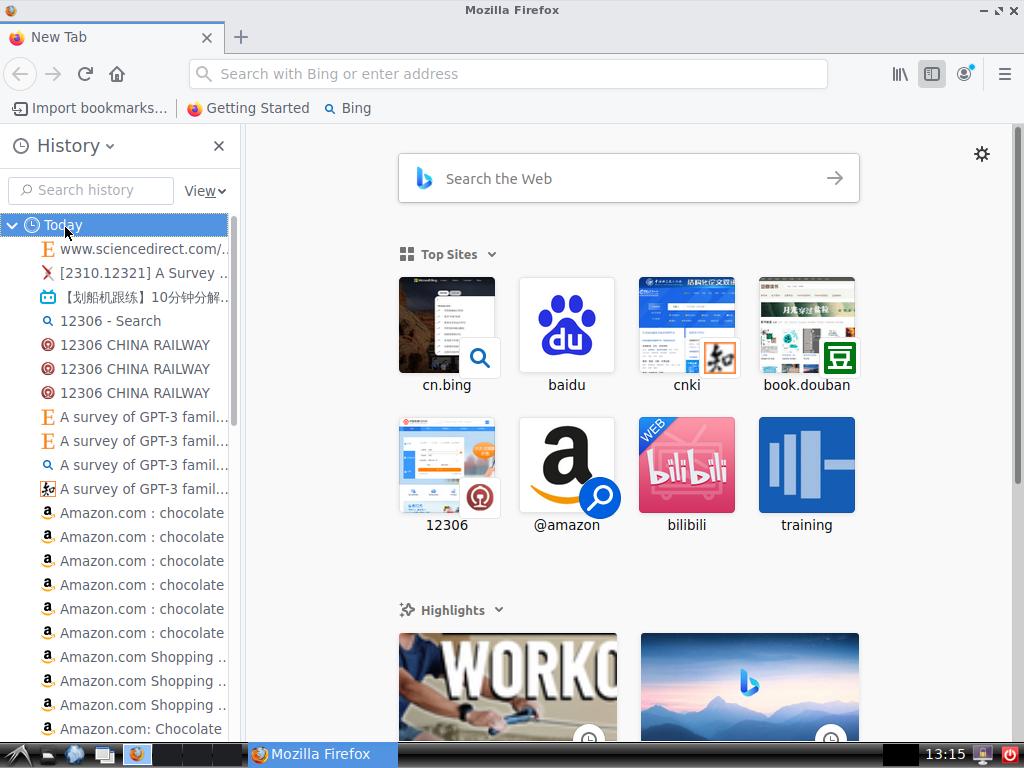 Mozilla Firefox
New Tab
Search with Bing or enter address
Import bookmarks...
Getting Started
Bing
History
Search history
View
Today
www.sciencedirect.com/..
[2310.12321] A Survey ..
【划船机跟练】10分钟分解..
12306 - Search
12306 CHINA RAILWAY
12306 CHINA RAILWAY
12306 CHINA RAILWAY
A survey of GPT-3 famil...
A survey of GPT-3 famil...
A survey of GPT-3 famil...
A survey of GPT-3 famil...
Amazon.com : chocolate
Amazon.com : chocolate
Amazon.com : chocolate
Amazon.com : chocolate
Amazon.com : chocolate
Amazon.com : chocolate
Amazon.com Shopping ..
Amazon.com Shopping ..
Amazon.com Shopping ..
Amazon.com: Chocolate
Search the Web
Top Sites
du
知
豆
cn.bing
baidu
cnki
book.douban
WEB
bilibili
12306
@amazon
bilibili
training
Highlights
WORKO
Mozilla Firefox
13:15